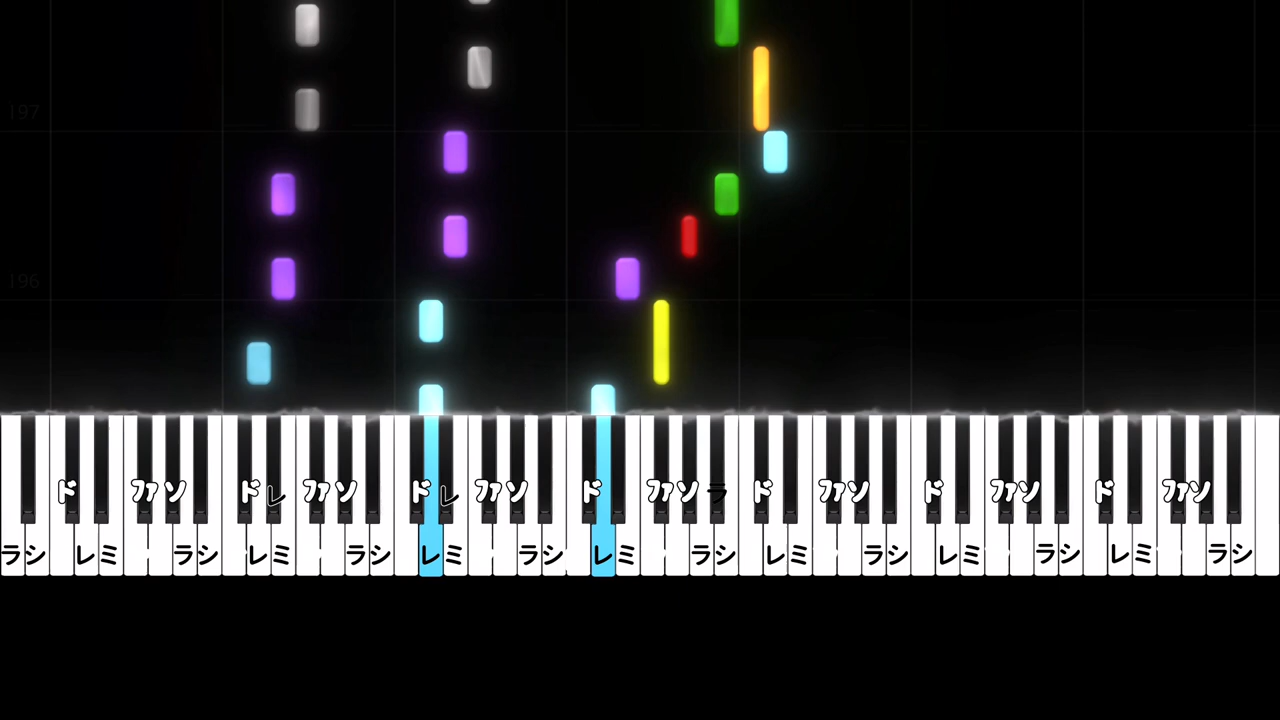 197
196
ド ファ ソ ド レ ファ ソ ド レ ファ ソ ド ファ ソ ラ ド ファ ソ ド ファ ソ ド ファ ソ
ラ シ レ ミ ラ シ レ ミ ラ シ レ ミ ラ シ レ ミ ラ シ レ ミ ラ シ レ ミ ラ シ レ ミ ラ シ